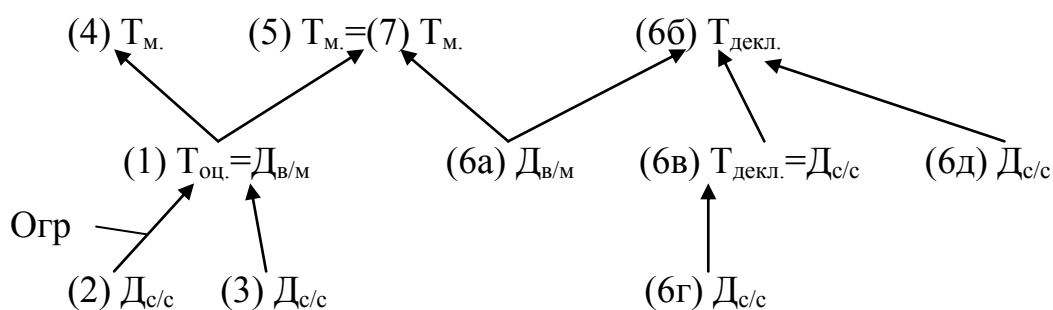 (4) Тм. (5) Тм.=(7) Тм. (6б) Тдекл.
(1) Точ.=Дв/м (6а) Дв/м (6в) Тдекл.=Дс/с (6д) Дс/с
Огр
(2) Дс/с (3) Дс/с (6г) Дс/с